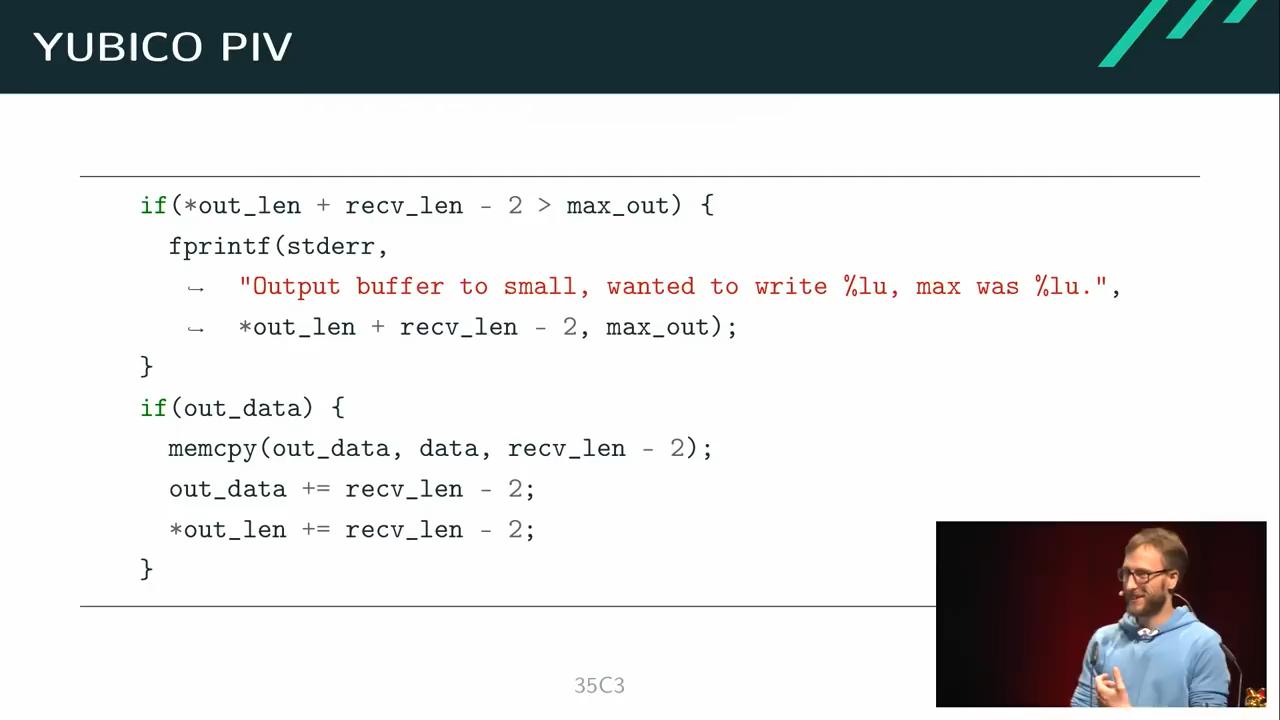 YUBICO PIV
if(*out_len + recv_len - 2 > max_out) {
fprintf(stderr,
↪ "Output buffer to small, wanted to write %lu, max was %lu.",
↪ *out_len + recv_len - 2, max_out);
}
if(out_data) {
memcpy(out_data, data, recv_len - 2);
out_data += recv_len - 2;
*out_len += recv_len - 2;
}
35C3